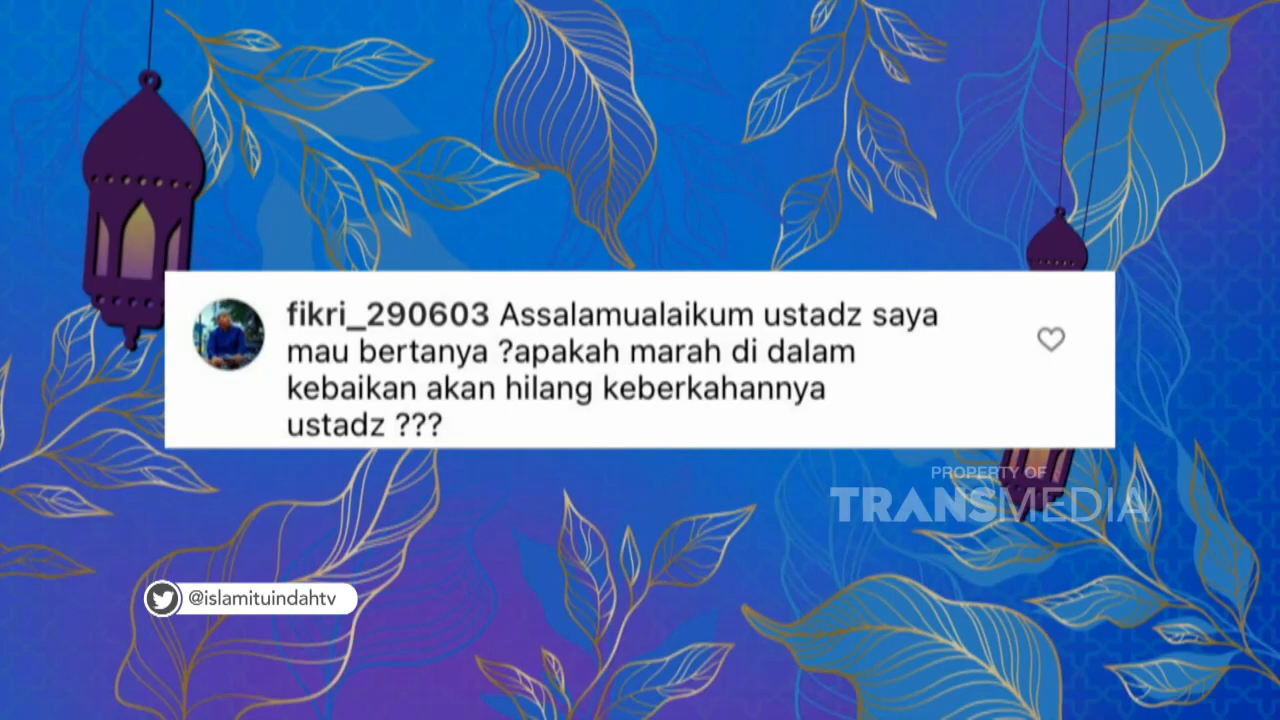 fikri_290603 Assalamualaikum ustadz saya
mau bertanya ?apakah marah di dalam
kebaikan akan hilang keberkahannya
ustadz ???
PROPERTY OF
TRANSMEDIA
@islamituindahtv